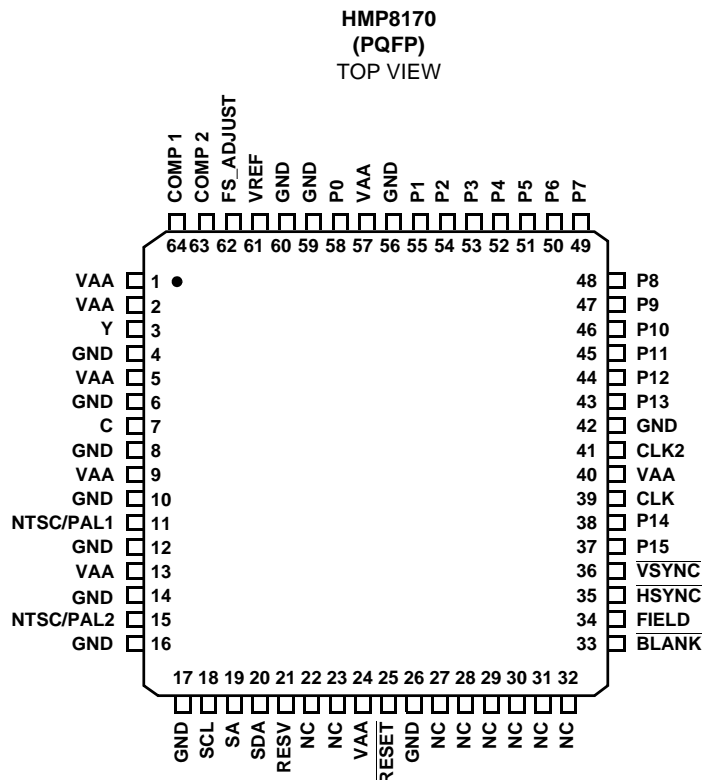 HMP8170
(PQFP)
TOP VIEW
COMP 1
COMP 2
FS_ADJUST
VREF
GND
GND
P0
VAA
GND
P1
P2
P3
P4
P5
P6
P7
64 63 62 61 60 59 58 57 56 55 54 53 52 51 50 49
VAA 1 48 P8
VAA 2 47 P9
Y 3 46 P10
GND 4 45 P11
VAA 5 44 P12
GND 6 43 P13
C 7 42 GND
GND 8 41 CLK2
VAA 9 40 VAA
GND 10 39 CLK
NTSC/PAL1 11 38 P14
GND 12 37 P15
VAA 13 36 VSYNC
GND 14 35 HSYNC
NTSC/PAL2 15 34 FIELD
GND 16 33 BLANK
17 18 19 20 21 22 23 24 25 26 27 28 29 30 31 32
GND
SCL
SA
SDA
RESV
NC
NC
VAA
RESET
GND
NC
NC
NC
NC
NC
NC